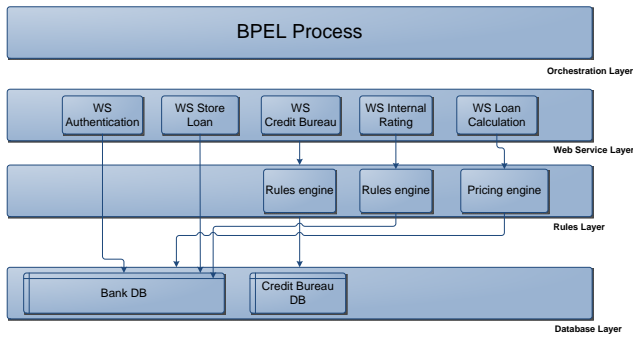 BPEL Process
Orchestration Layer
WS
Authentication
WS Store
Loan
WS
Credit Bureau
WS Internal
Rating
WS Loan
Calculation
Web Service Layer
Rules engine
Rules engine
Pricing engine
Rules Layer
Bank DB
Credit Bureau
DB
Database Layer